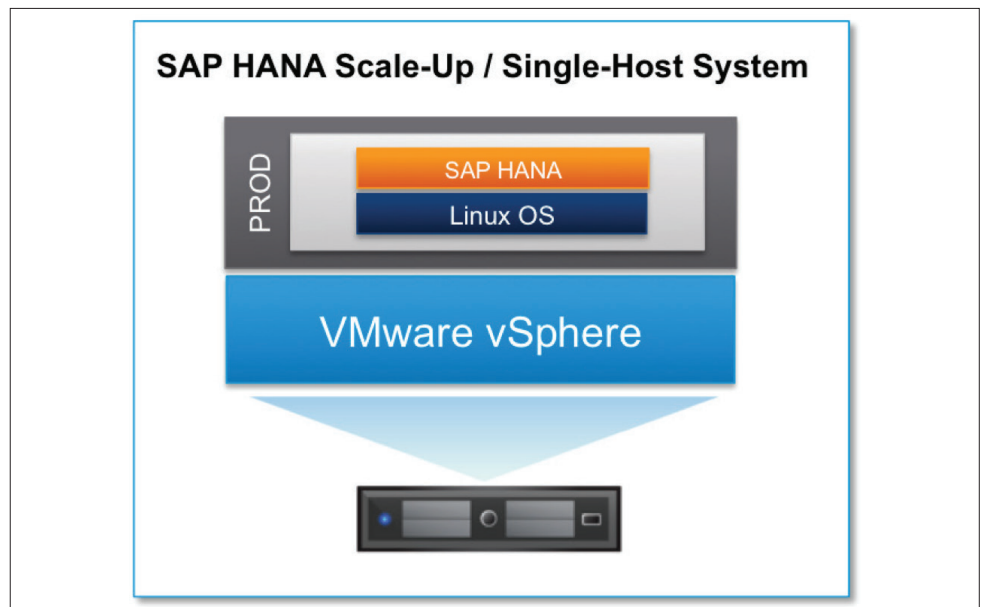 SAP HANA Scale-Up / Single-Host System
PROD
SAP HANA
Linux OS
VMware vSphere